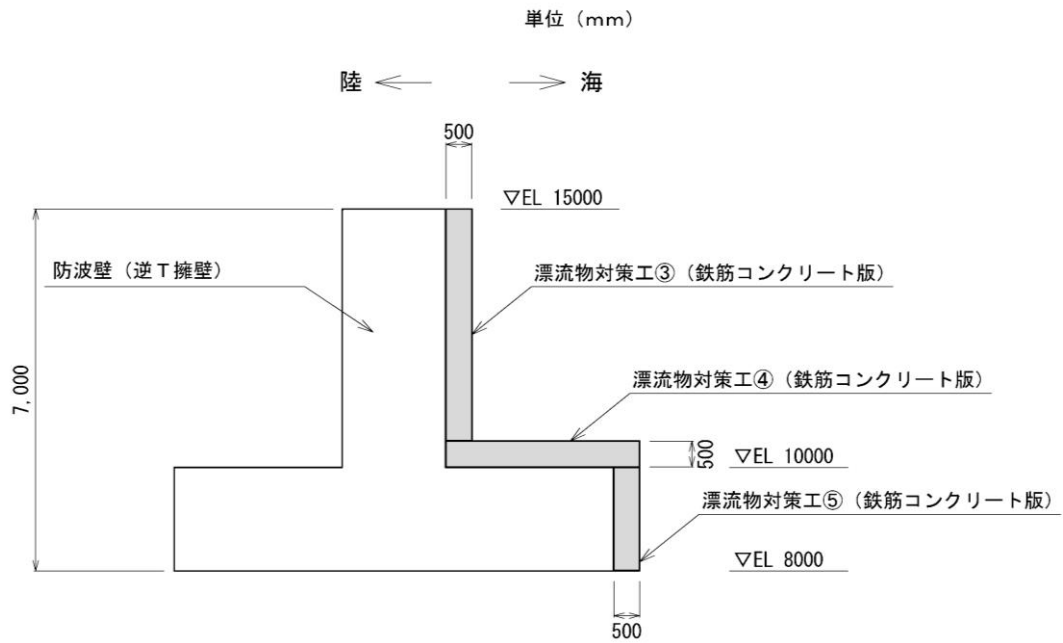 単位（mm）
陸
海
500
▽EL 15000
防波壁（逆Ｔ擁壁）
漂流物対策工③（鉄筋コンクリート版）
7,000
漂流物対策工④（鉄筋コンクリート版）
500
▽EL 10000
漂流物対策工⑤（鉄筋コンクリート版）
▽EL 8000
500